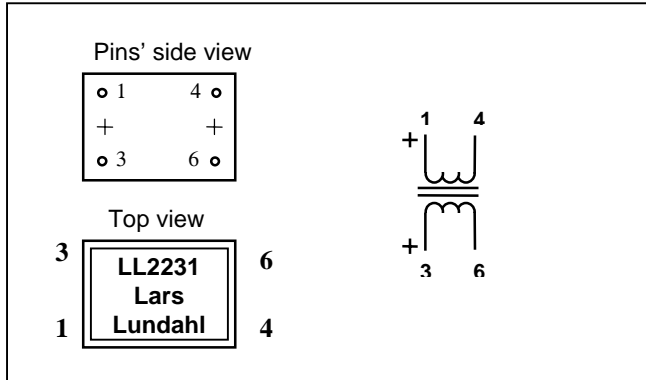 Pins' side view
1 4
+ +
3 6
Top view
3 6
LL2231
Lars
Lundahl
1 4
1 4
+
+
3 6